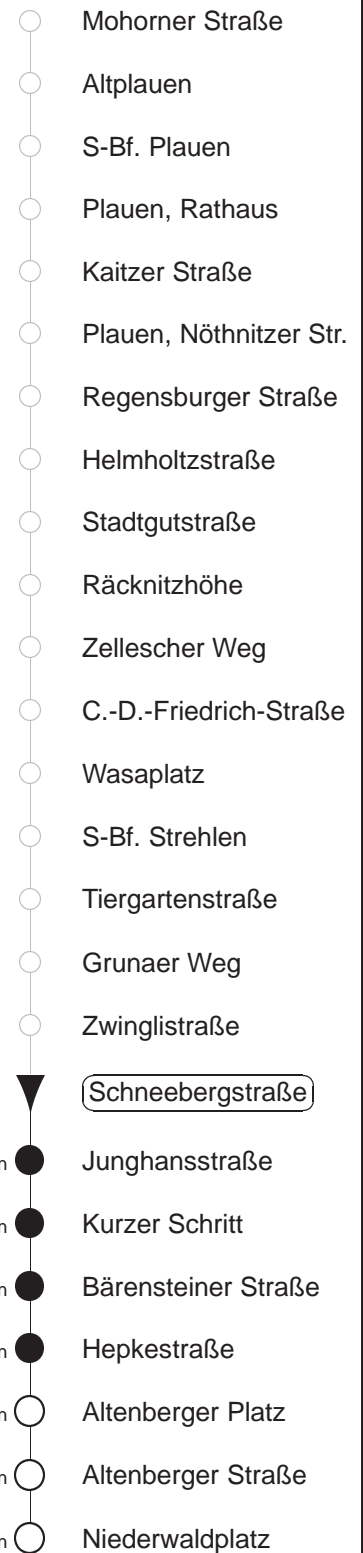 Mohorner Straße
Altplauen
S-Bf. Plauen
Plauen, Rathaus
Kaitzer Straße
Plauen, Nöthnitzer Str.
Regensburger Straße
Helmholtzstraße
Stadtgutstraße
Räcknitzhöhe
Zellescher Weg
C.-D.-Friedrich-Straße
Wasaplatz
S-Bf. Strehlen
Tiergartenstraße
Grunaer Weg
Zwinglistraße
Schneebergstraße
Junghansstraße
Kurzer Schritt
Bärensteiner Straße
Hepkestraße
Altenberger Platz
Altenberger Straße
Niederwaldplatz